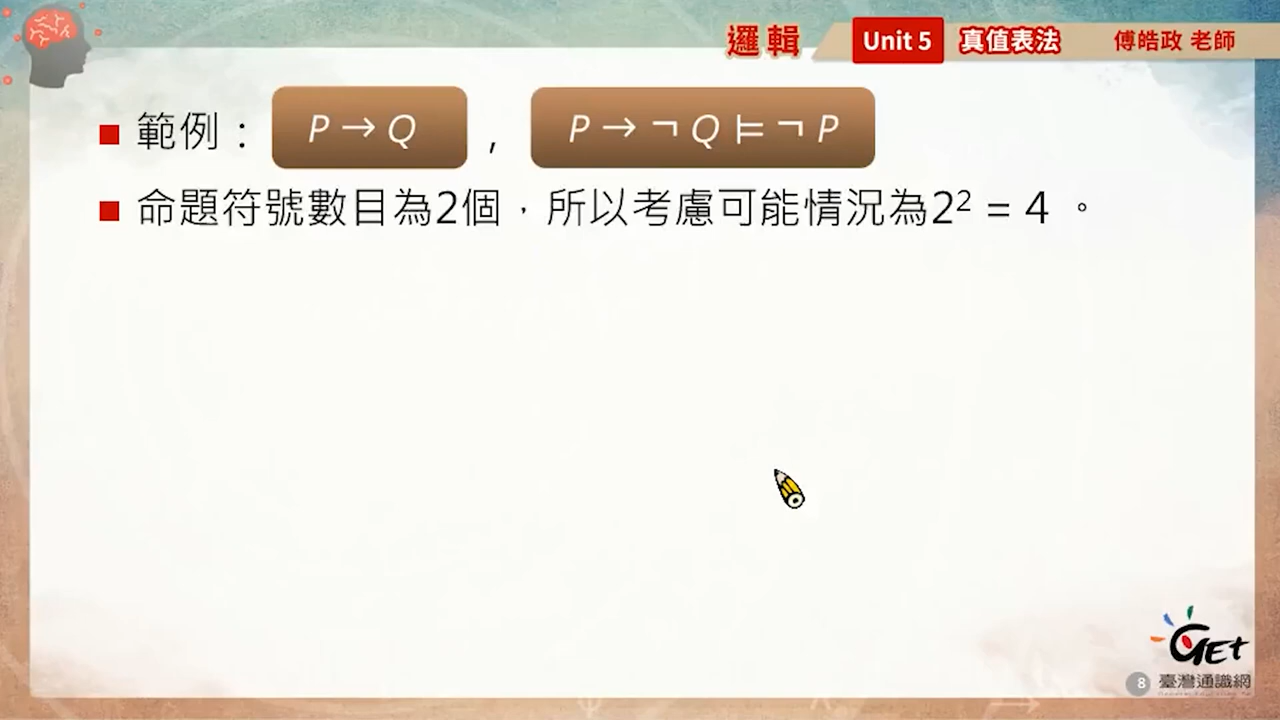 邏輯 Unit 5 真值表法 傅皓政 老師
■ 範例： P → Q , P → ¬ Q ⊨ ¬ P
■ 命題符號數目為2個，所以考慮可能情況為2² = 4 。
GET
8 臺灣通識網